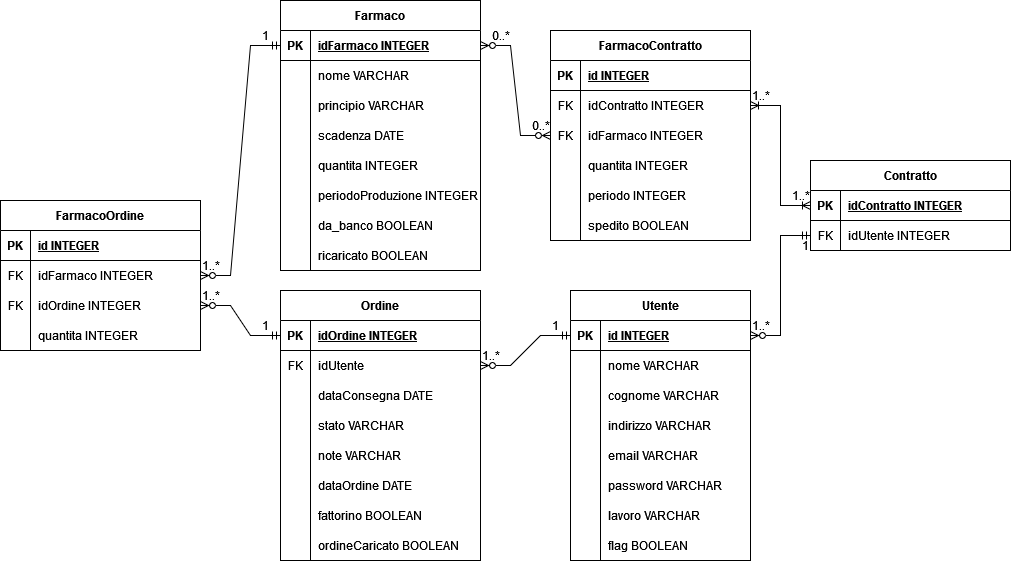 Farmaco
PK idFarmaco INTEGER
nome VARCHAR
principio VARCHAR
scadenza DATE
quantita INTEGER
periodoProduzione INTEGER
da_banco BOOLEAN
ricaricato BOOLEAN
1
0..*
FarmacoContratto
PK id INTEGER
FK idContratto INTEGER
FK idFarmaco INTEGER
quantita INTEGER
periodo INTEGER
spedito BOOLEAN
0..*
1..*
Contratto
PK idContratto INTEGER
FK idUtente INTEGER
1..*
1
FarmacoOrdine
PK id INTEGER
FK idFarmaco INTEGER
FK idOrdine INTEGER
quantita INTEGER
1..*
1..*
Ordine
PK idOrdine INTEGER
FK idUtente
dataConsegna DATE
stato VARCHAR
note VARCHAR
dataOrdine DATE
fattorino BOOLEAN
ordineCaricato BOOLEAN
1
1..*
Utente
PK id INTEGER
nome VARCHAR
cognome VARCHAR
indirizzo VARCHAR
email VARCHAR
password VARCHAR
lavoro VARCHAR
flag BOOLEAN
1
1..*